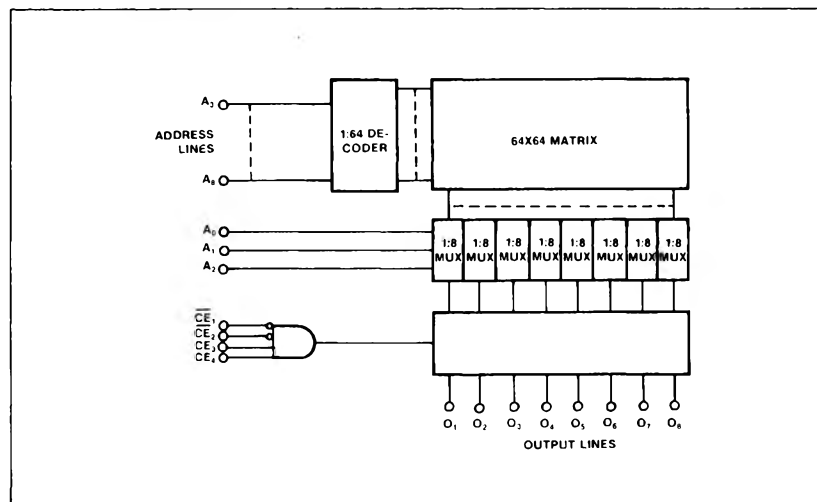 A3
ADDRESS
LINES
A8
1:64 DE-
CODER
64X64 MATRIX
A0
A1
A2
1:8
MUX
1:8
MUX
1:8
MUX
1:8
MUX
1:8
MUX
1:8
MUX
1:8
MUX
1:8
MUX
C̅E̅1
C̅E̅2
CE3
CE4
O1 O2 O3 O4 O5 O6 O7 O8
OUTPUT LINES